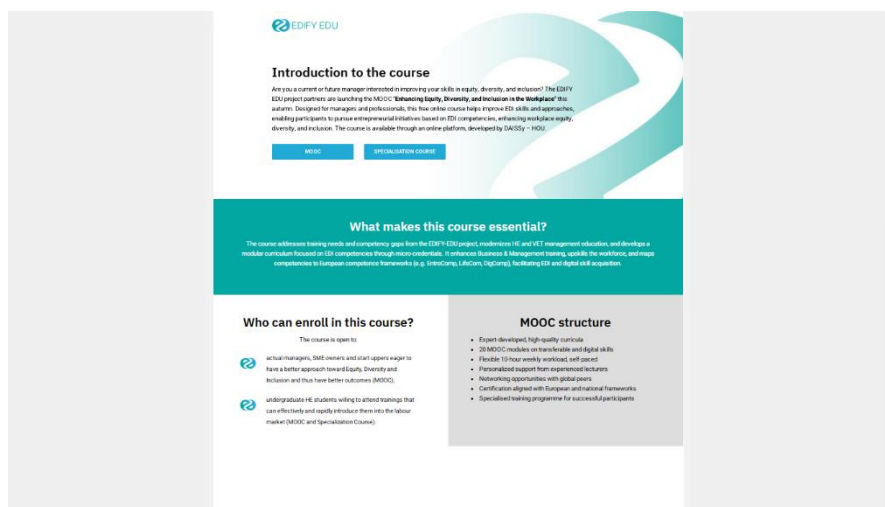 EDIFY EDU
Introduction to the course
Are you a current or future manager interested in improving your skills in equity, diversity, and inclusion? The EDIFY
EDU project partners are launching the MOOC "Enhancing Equity, Diversity, and Inclusion in the Workplace" this
autumn. Designed for managers and professionals, this free online course helps improve EDI skills and approaches,
enabling participants to pursue entrepreneurial initiatives based on EDI competencies, enhancing workplace equity,
diversity, and inclusion. The course is available through an online platform, developed by DAISSy – HOU.
MOOC
SPECIALISATION COURSE
What makes this course essential?
The course addresses training needs and competency gaps from the EDIFY-EDU project, modernizes HE and VET management education, and develops a
modular curriculum focused on EDI competencies through micro-credentials. It enhances Business & Management training, upskills the workforce, and maps
competencies to European competence frameworks (e.g. EntreComp, LifeCom, DigComp), facilitating EDI and digital skill acquisition.
Who can enroll in this course?
The course is open to:
actual managers, SME owners and start uppers eager to
have a better approach toward Equity, Diversity and
Inclusion and thus have better outcomes (MOOC),
undergraduate HE students willing to attend trainings that
can effectively and rapidly introduce them into the labour
market (MOOC and Specialization Course).
MOOC structure
• Expert-developed, high-quality curricula
• 20 MOOC modules on transferable and digital skills
• Flexible 10-hour weekly workload, self-paced
• Personalized support from experienced lecturers
• Networking opportunities with global peers
• Certification aligned with European and national frameworks
• Specialised training programme for successful participants